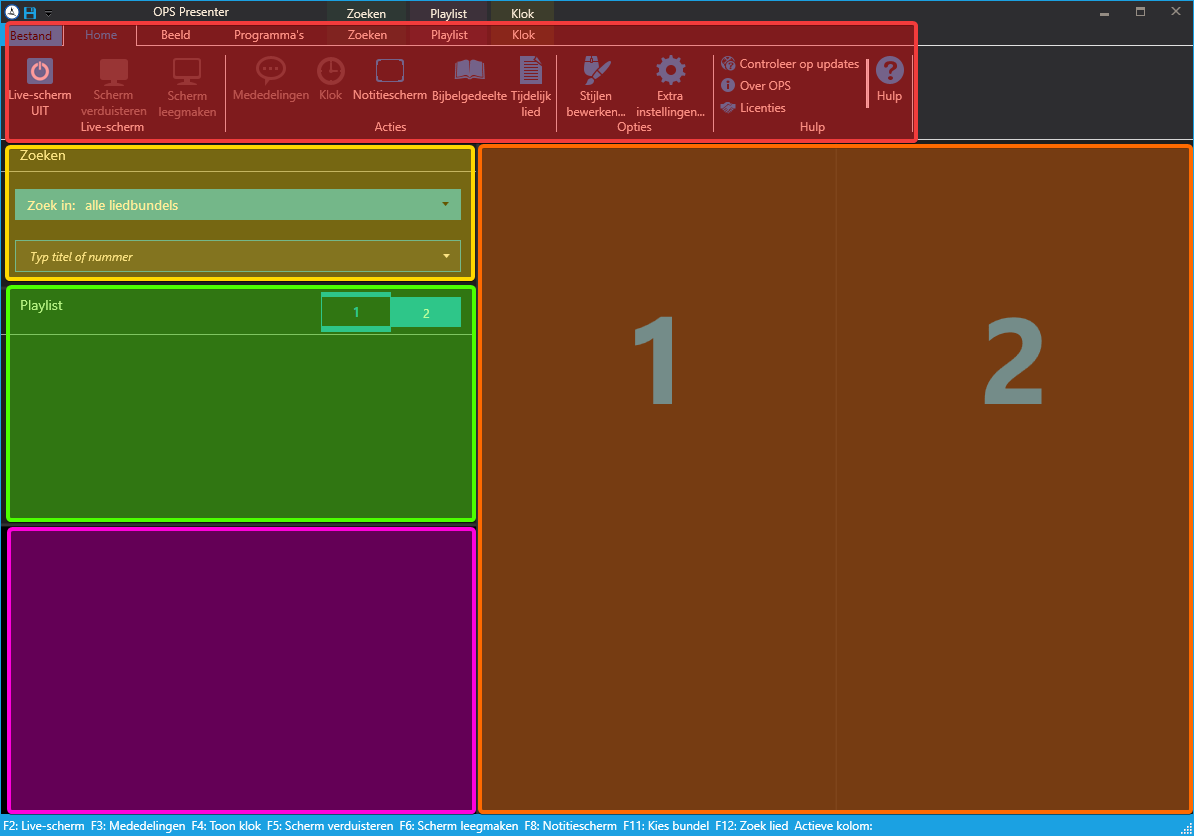 OPS Presenter
Zoeken Playlist Klok
Bestand Home Beeld Programma's Zoeken Playlist Klok
Live-scherm UIT
Scherm verduisteren
Scherm leegmaken
Live-scherm
Mededelingen
Klok
Notitiescherm
Bijbelgedeelte
Tijdelijk lied
Acties
Stijlen bewerken...
Extra instellingen...
Opties
Controleer op updates
Over OPS
Licenties
Hulp
Hulp
Zoeken
Zoek in: alle liedbundels
Typ titel of nummer
Playlist 1 2
1 2
F2: Live-scherm F3: Mededelingen F4: Toon klok F5: Scherm verduisteren F6: Scherm leegmaken F8: Notitiescherm F11: Kies bundel F12: Zoek lied Actieve kolom: